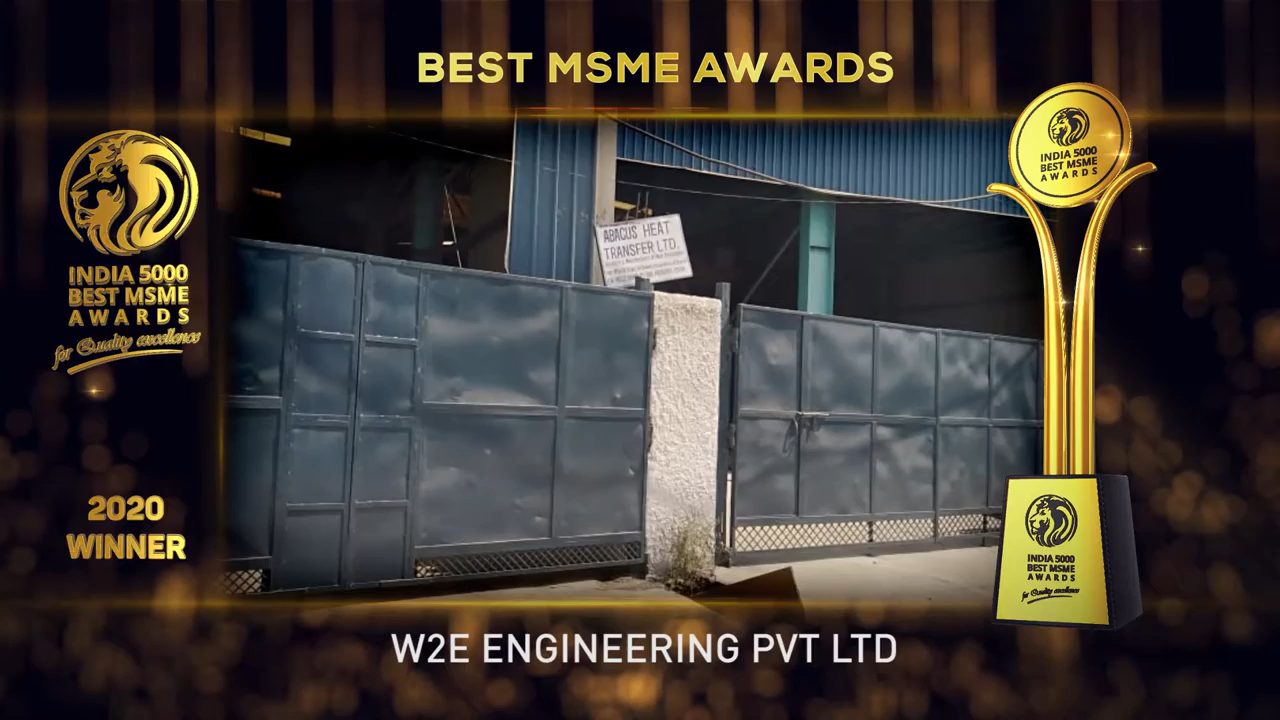 BEST MSME AWARDS
INDIA 5000
BEST MSME
AWARDS
for Quality excellence
2020
WINNER
ABACUS HEAT
TRANSFER LTD.
INDIA 5000
BEST MSME
AWARDS
INDIA 5000
BEST MSME
AWARDS
for Quality excellence
W2E ENGINEERING PVT LTD